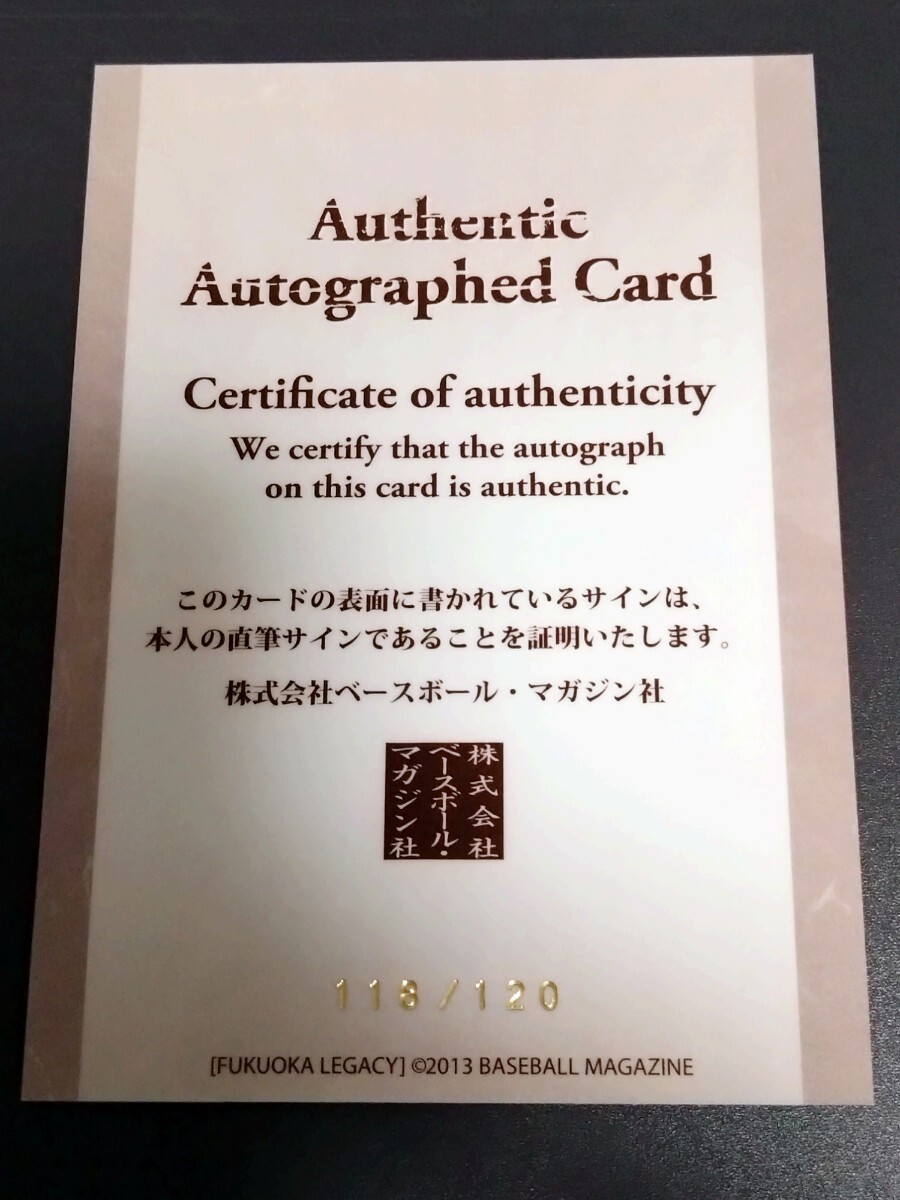 Authentic
Autographed Card
Certificate of authenticity
We certify that the autograph
on this card is authentic.
このカードの表面に書かれているサインは、
本人の直筆サインであることを証明いたします。
株式会社ベースボール・マガジン社
株式会社
ベースボール・
マガジン社
118/120
[FUKUOKA LEGACY] ©2013 BASEBALL MAGAZINE